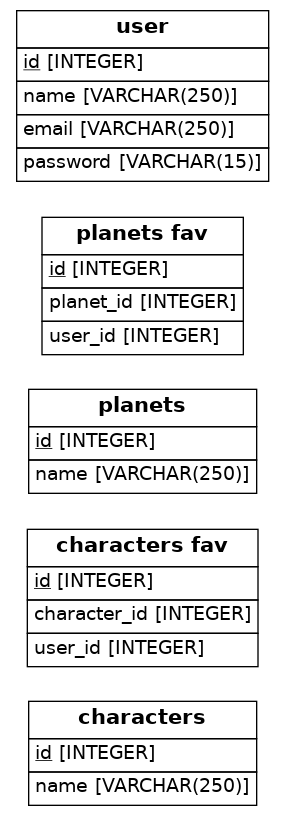 user
id [INTEGER]
name [VARCHAR(250)]
email [VARCHAR(250)]
password [VARCHAR(15)]
planets fav
id [INTEGER]
planet_id [INTEGER]
user_id [INTEGER]
planets
id [INTEGER]
name [VARCHAR(250)]
characters fav
id [INTEGER]
character_id [INTEGER]
user_id [INTEGER]
characters
id [INTEGER]
name [VARCHAR(250)]